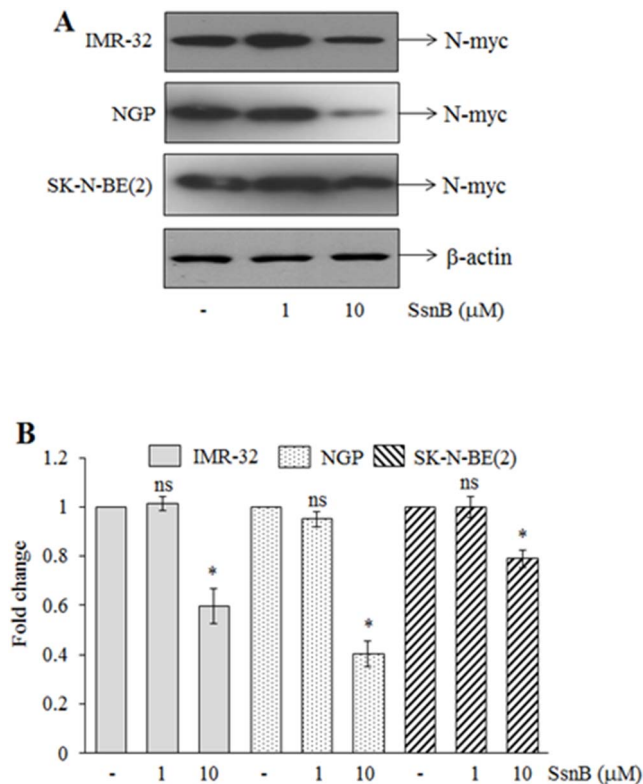 A
IMR-32 N-myc
NGP N-myc
SK-N-BE(2) N-myc
β-actin
- 1 10 SsnB (μM)
B
IMR-32 NGP SK-N-BE(2)
1.2
1
0.8
0.6
0.4
0.2
0
Fold change
ns * ns * ns *
- 1 10 - 1 10 - 1 10 SsnB (μM)